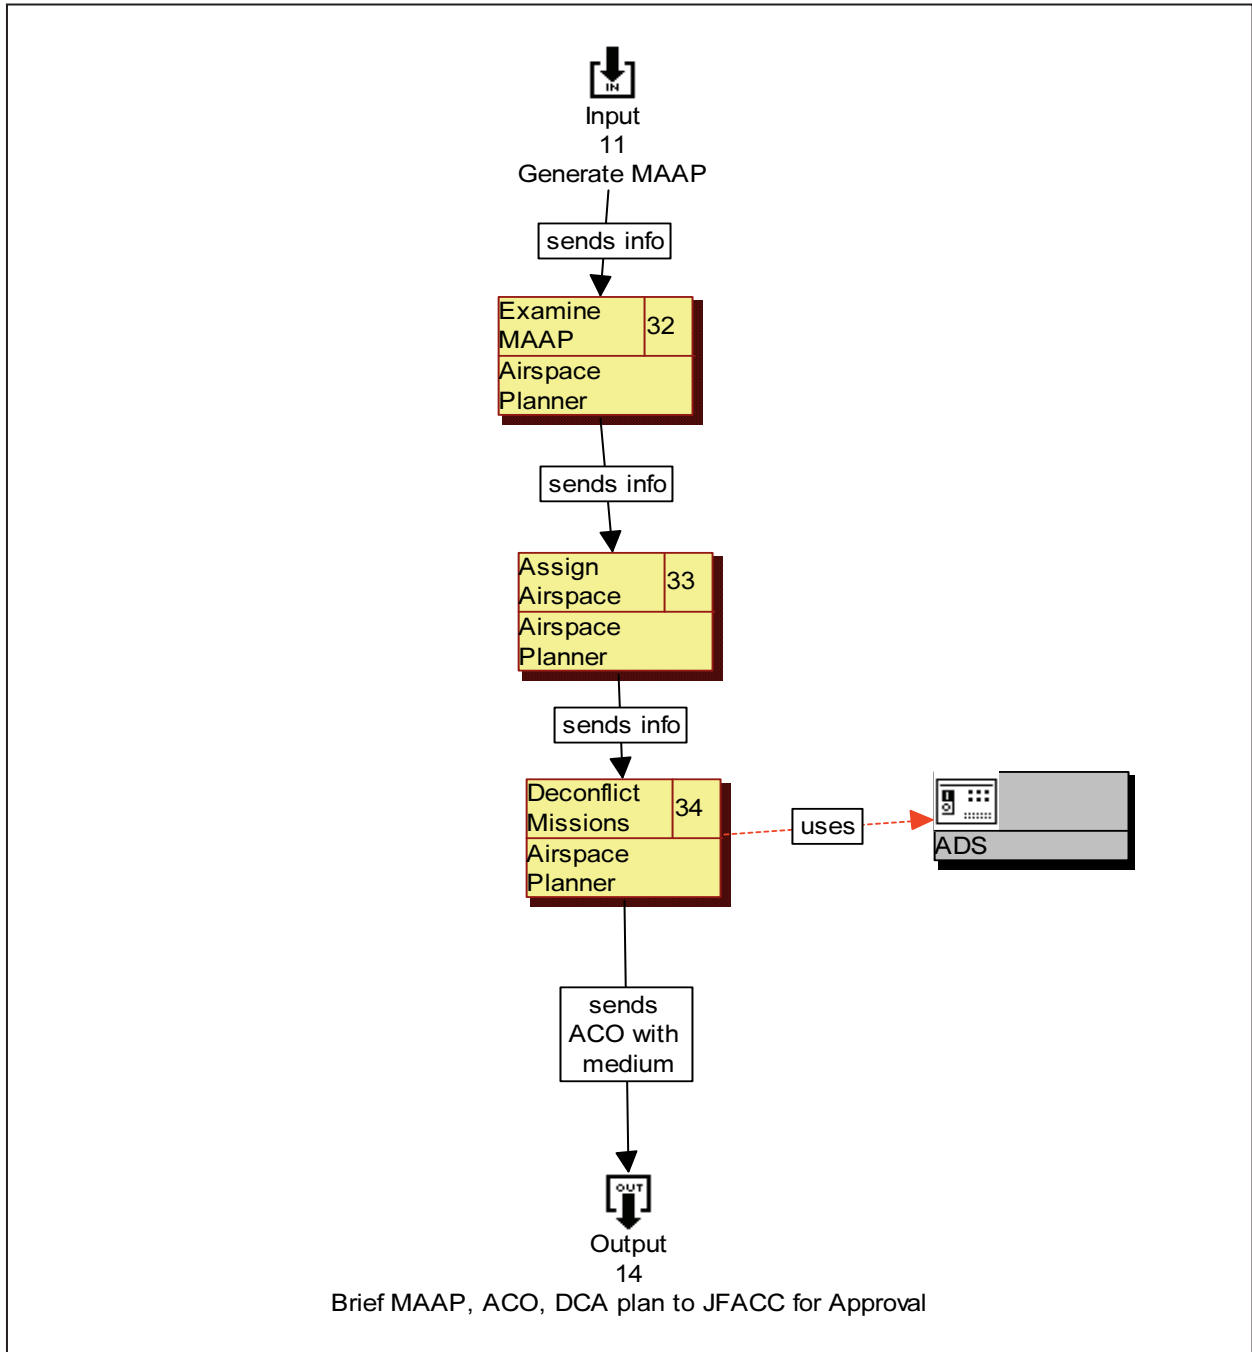 IN
Input
11
Generate MAAP
sends info
Examine
MAAP
32
Airspace
Planner
sends info
Assign
Airspace
33
Airspace
Planner
sends info
Deconflict
Missions
34
Airspace
Planner
uses
ADS
sends
ACO with
medium
OUT
Output
14
Brief MAAP, ACO, DCA plan to JFACC for Approval